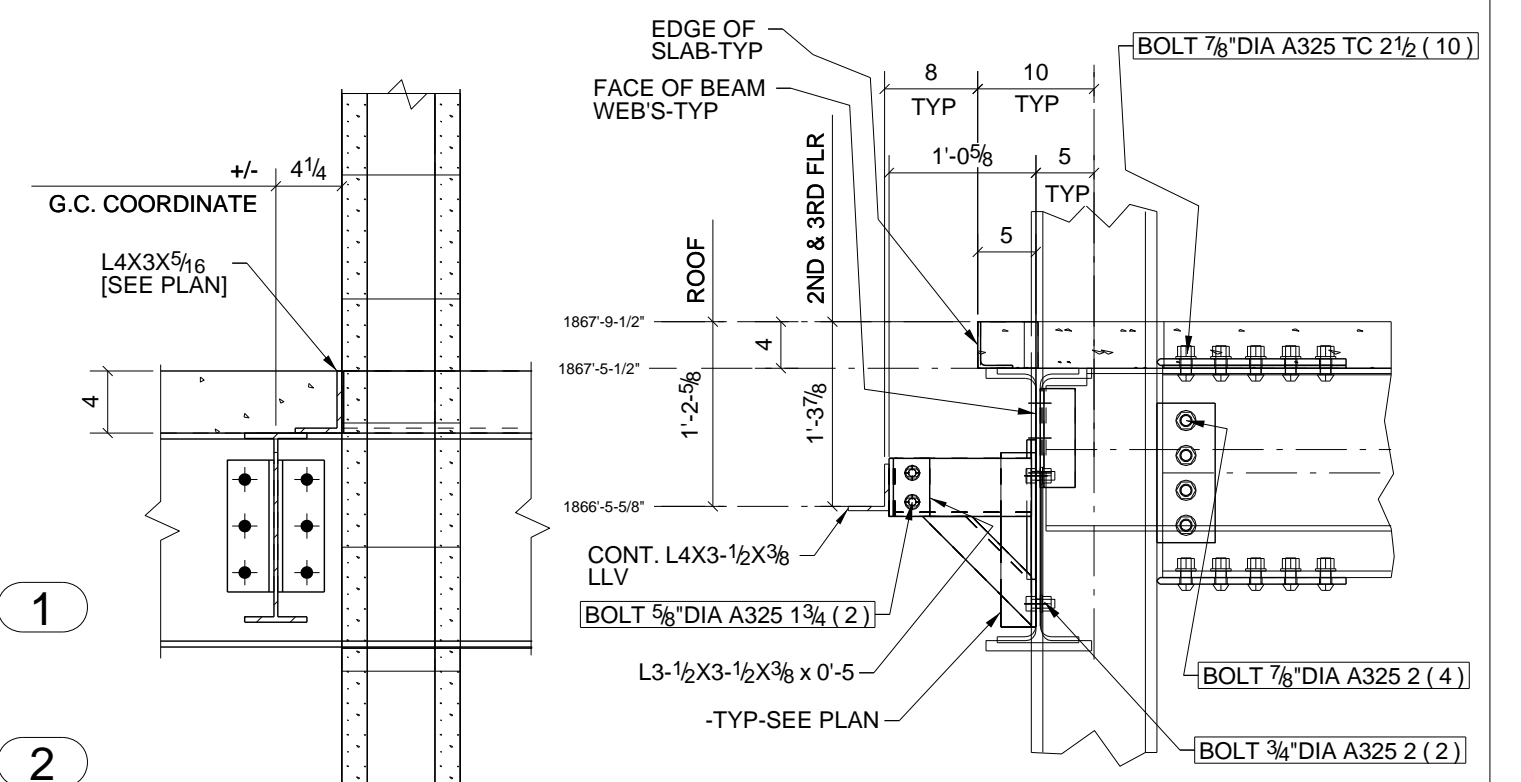 +/- 4 1/4
G.C. COORDINATE
L4X3X5/16
[SEE PLAN]
4
1
2
EDGE OF
SLAB-TYP
FACE OF BEAM
WEB'S-TYP
8
TYP
10
TYP
BOLT 7/8"DIA A325 TC 2 1/2 ( 10 )
1'-0 5/8
5
TYP
5
ROOF
2ND & 3RD FLR
1867'-9-1/2"
4
1867'-5-1/2"
1'-2-5/8
1'-3 7/8
1866'-5-5/8"
CONT. L4X3-1/2X3/8
LLV
BOLT 5/8"DIA A325 1 3/4 ( 2 )
L3-1/2X3-1/2X3/8 x 0'-5
-TYP-SEE PLAN
BOLT 7/8"DIA A325 2 ( 4 )
BOLT 3/4"DIA A325 2 ( 2 )